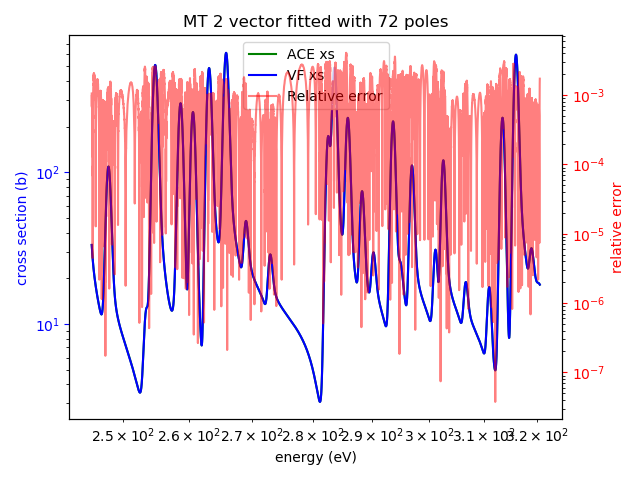 MT 2 vector fitted with 72 poles
ACE xs
VF xs
Relative error
cross section (b)
10²
10¹
relative error
10⁻³
10⁻⁴
10⁻⁵
10⁻⁶
10⁻⁷
2.5 × 10² 2.6 × 10² 2.7 × 10² 2.8 × 10² 2.9 × 10² 3 × 10² 3.1 × 10² 3.2 × 10²
energy (eV)